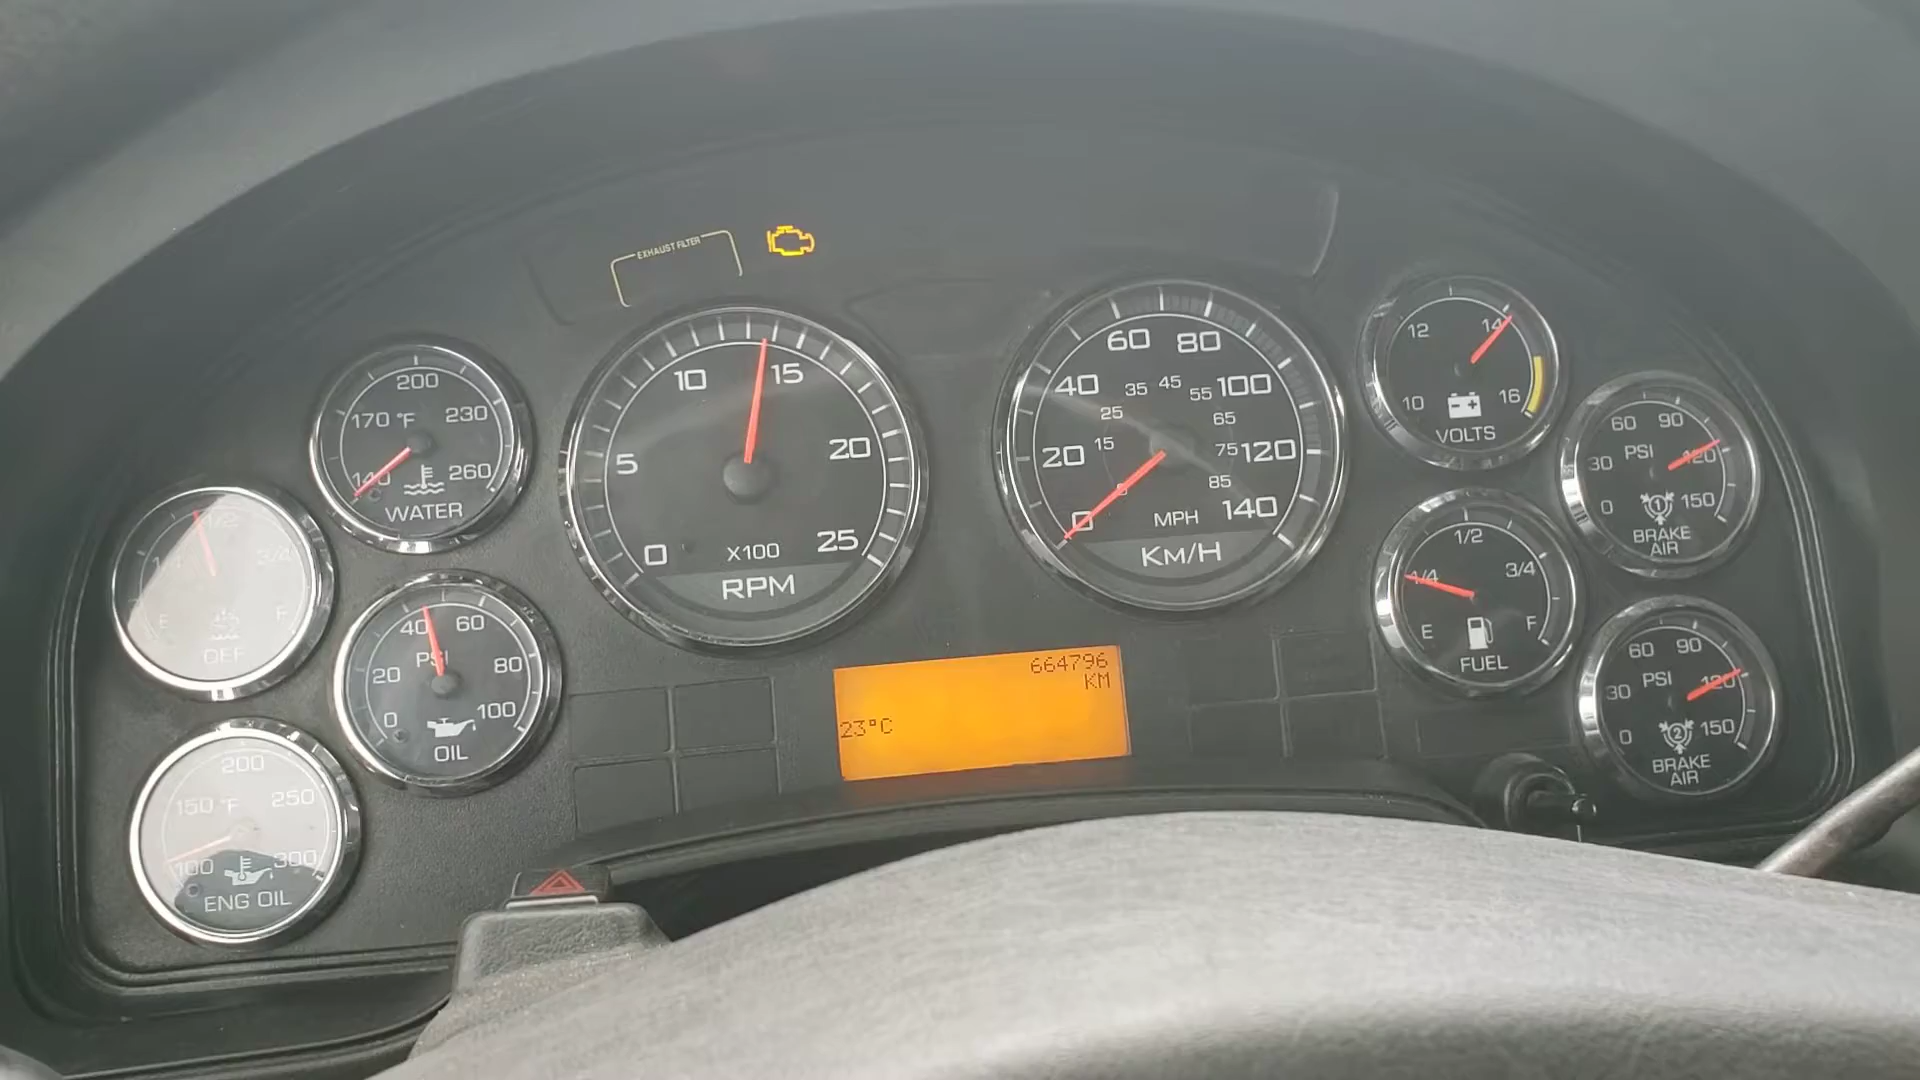 EXHAUST FILTER
200
170 °F 230
140 260
WATER
1/2
1/4 3/4
E F
DEF
40 60
PSI
20 80
0 100
OIL
200
150 °F 250
100 300
ENG OIL
10 15
5 20
0 25
X100
RPM
60 80
40 100
20 120
0 140
35 45 55
25 65
15 75
5 85
MPH
KM/H
664796
KM
23°C
12 14
10 16
VOLTS
1/2
1/4 3/4
E F
FUEL
60 90
30 PSI 120
0 1 150
BRAKE
AIR
60 90
30 PSI 120
0 2 150
BRAKE
AIR